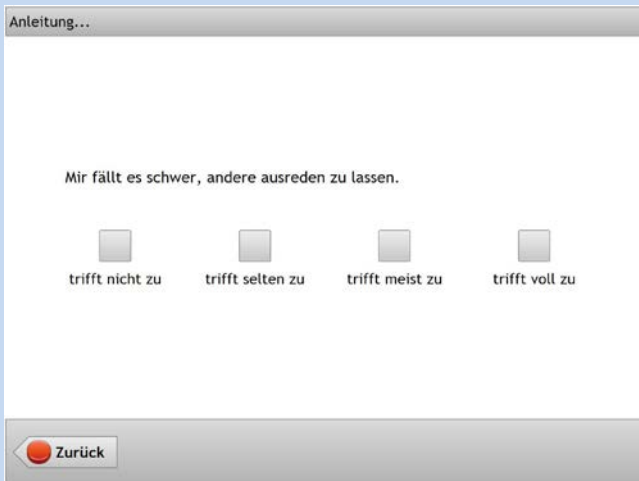 Anleitung...
Mir fällt es schwer, andere ausreden zu lassen.
trifft nicht zu trifft selten zu trifft meist zu trifft voll zu
Zurück